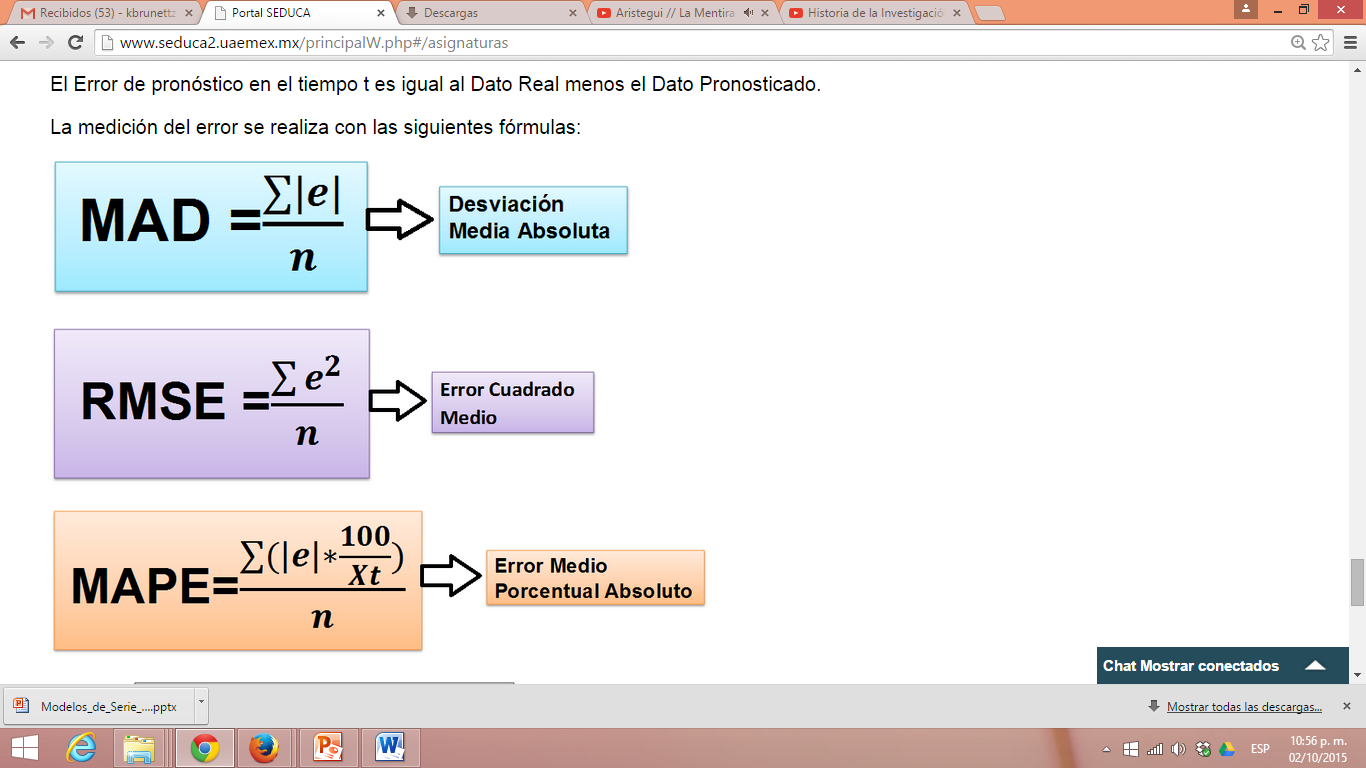 Recibidos (53) - kbrunettz
Portal SEDUCA
Descargas
Aristegui // La Mentira
Historia de la Investigació
www.seduca2.uaemex.mx/principalW.php#/asignaturas
El Error de pronóstico en el tiempo t es igual al Dato Real menos el Dato Pronosticado.
La medición del error se realiza con las siguientes fórmulas:
MAD = ∑|e| / n
Desviación
Media Absoluta
RMSE = ∑ e² / n
Error Cuadrado
Medio
MAPE= ∑(|e|*100/Xt) / n
Error Medio
Porcentual Absoluto
Chat Mostrar conectados
Modelos_de_Serie_....pptx
Mostrar todas las descargas...
ESP
10:56 p. m.
02/10/2015